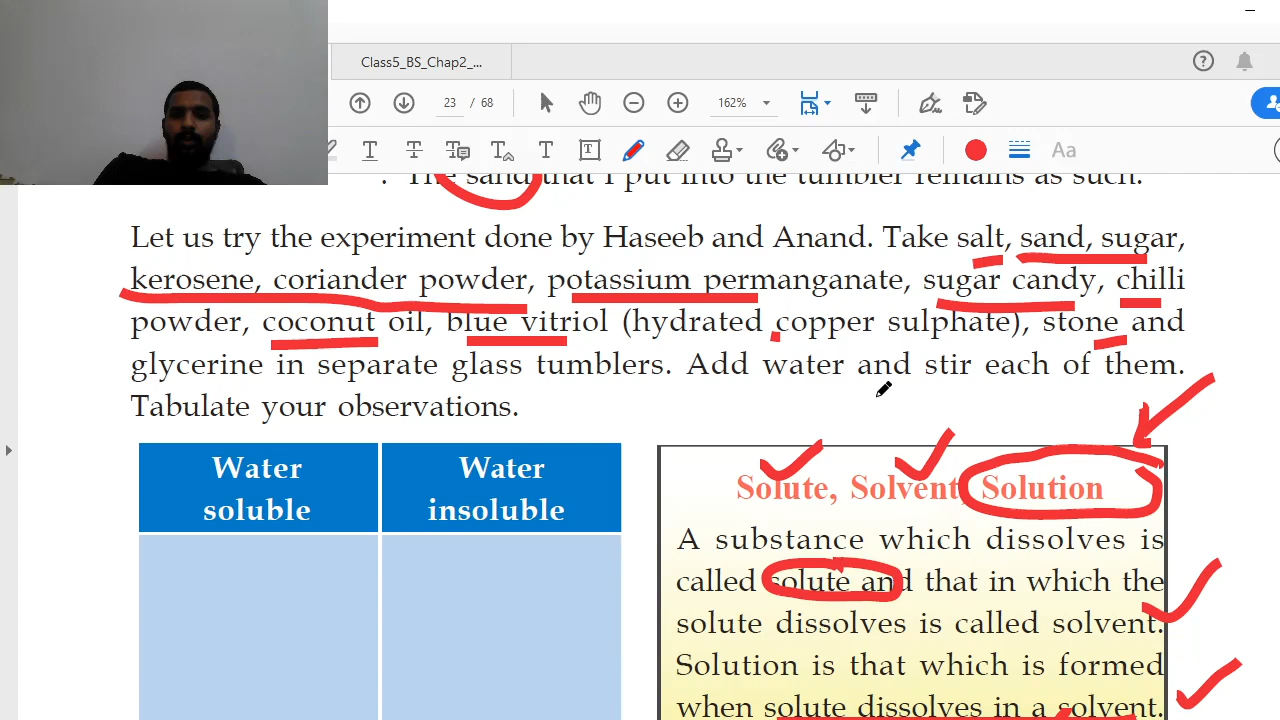 Class5_BS_Chap2_...
23 / 68
162%
Aa
. The sand that I put into the tumbler remains as such.
Let us try the experiment done by Haseeb and Anand. Take salt, sand, sugar,
kerosene, coriander powder, potassium permanganate, sugar candy, chilli
powder, coconut oil, blue vitriol (hydrated copper sulphate), stone and
glycerine in separate glass tumblers. Add water and stir each of them.
Tabulate your observations.
Water
soluble
Water
insoluble
Solute, Solvent, Solution
A substance which dissolves is
called solute and that in which the
solute dissolves is called solvent.
Solution is that which is formed
when solute dissolves in a solvent.